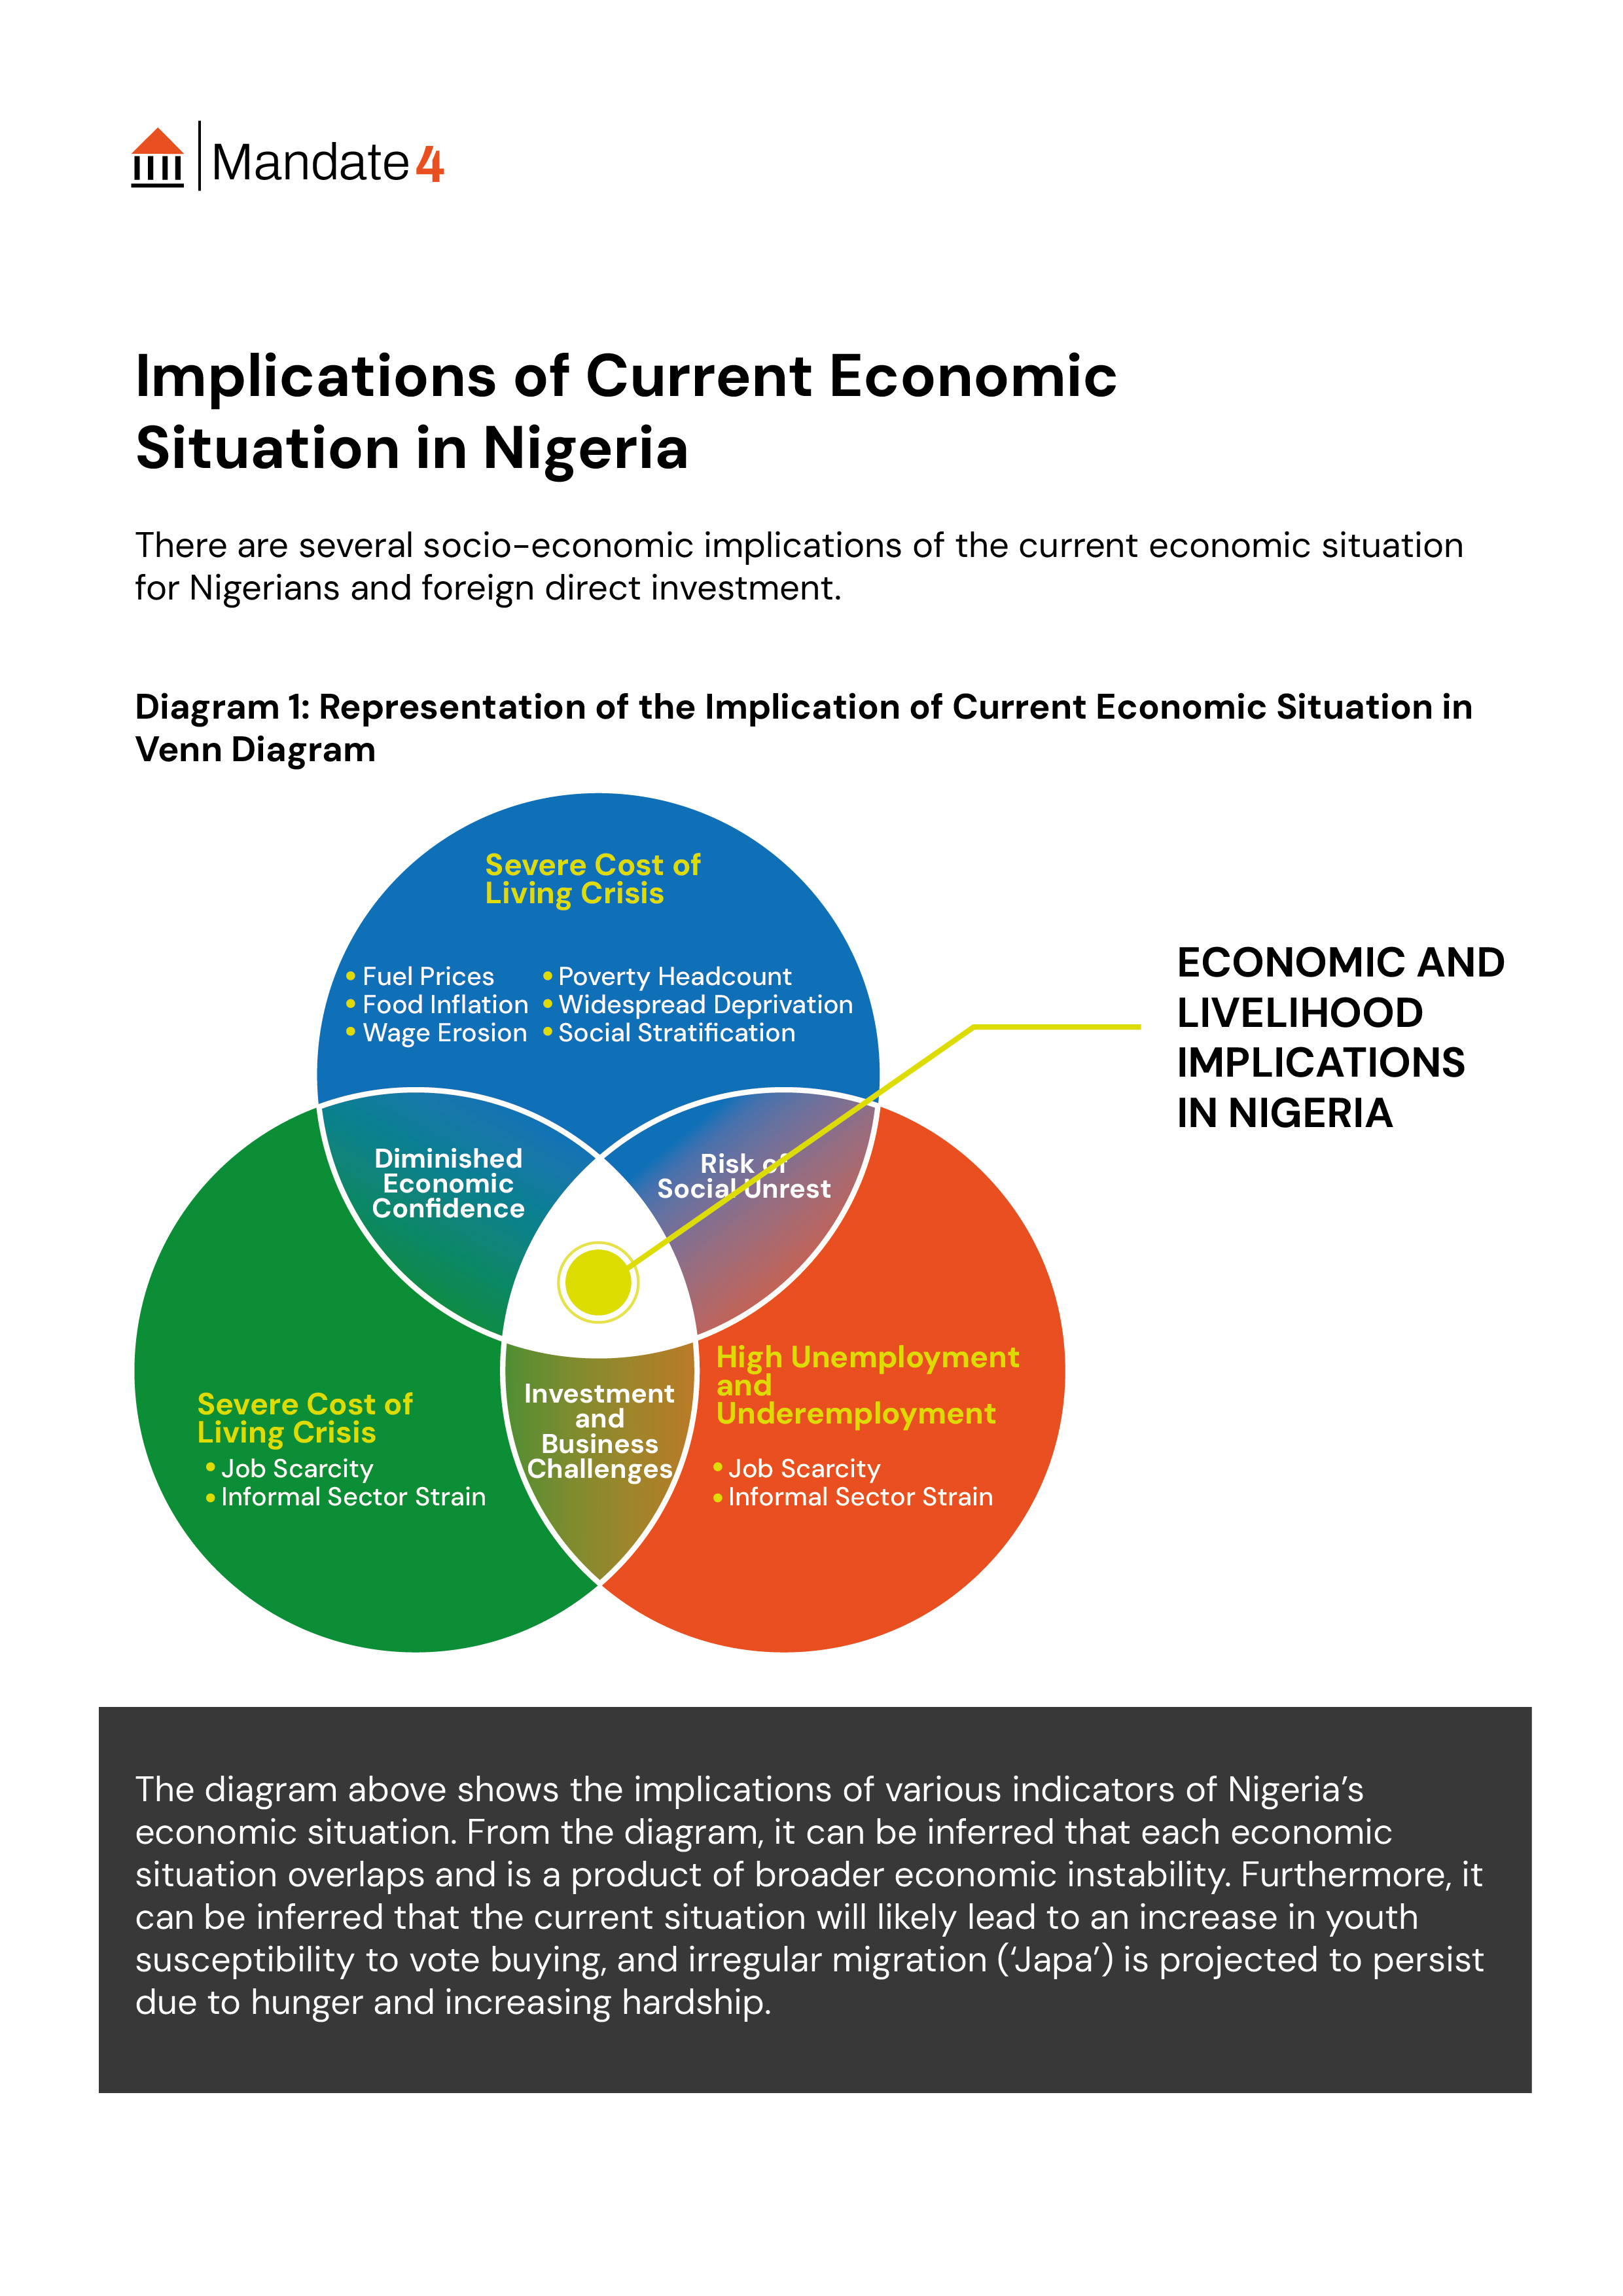 Mandate 4
Implications of Current Economic
Situation in Nigeria
There are several socio-economic implications of the current economic situation
for Nigerians and foreign direct investment.
Diagram 1: Representation of the Implication of Current Economic Situation in
Venn Diagram
Severe Cost of
Living Crisis
• Fuel Prices
• Food Inflation
• Wage Erosion
• Poverty Headcount
• Widespread Deprivation
• Social Stratification
ECONOMIC AND
LIVELIHOOD
IMPLICATIONS
IN NIGERIA
Diminished
Economic
Confidence
Risk of
Social Unrest
Severe Cost of
Living Crisis
• Job Scarcity
• Informal Sector Strain
Investment
and
Business
Challenges
High Unemployment
and
Underemployment
• Job Scarcity
• Informal Sector Strain
The diagram above shows the implications of various indicators of Nigeria’s
economic situation. From the diagram, it can be inferred that each economic
situation overlaps and is a product of broader economic instability. Furthermore, it
can be inferred that the current situation will likely lead to an increase in youth
susceptibility to vote buying, and irregular migration (‘Japa’) is projected to persist
due to hunger and increasing hardship.